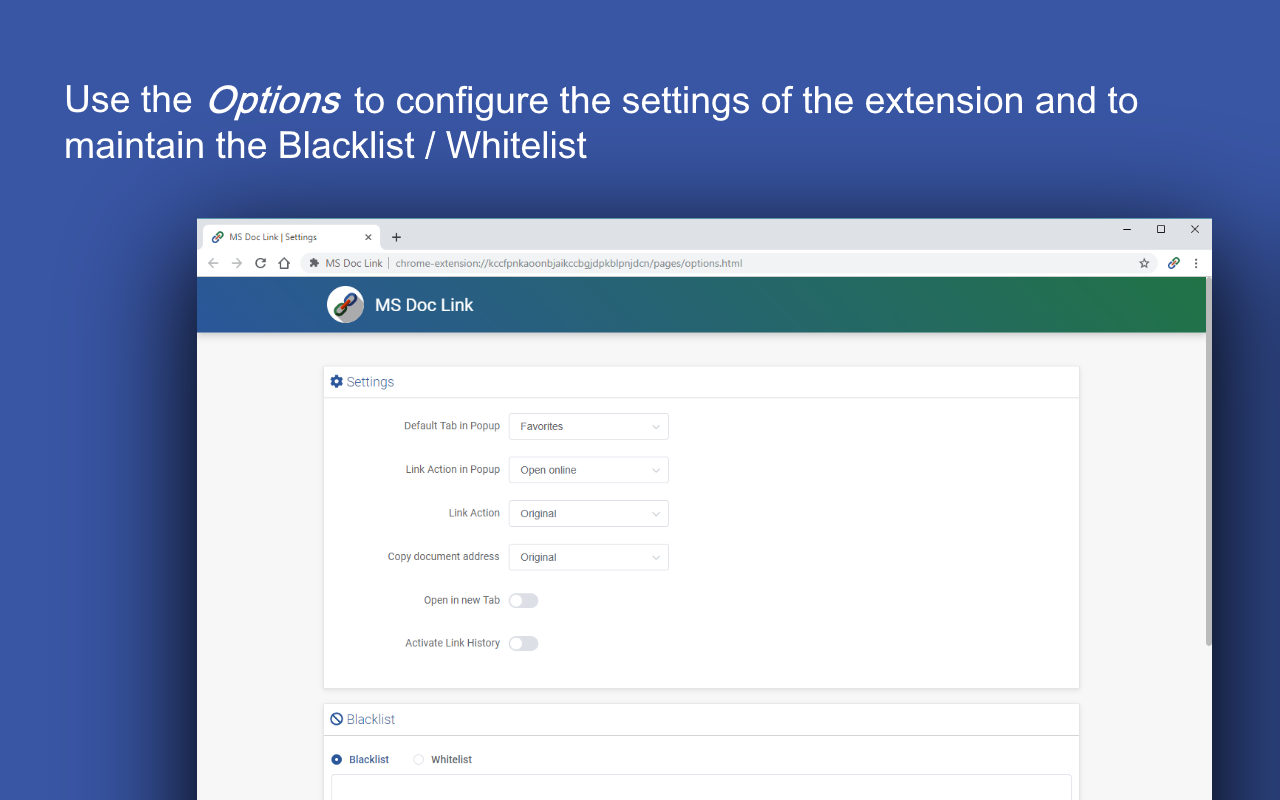 Use the Options to configure the settings of the extension and to
maintain the Blacklist / Whitelist
MS Doc Link | Settings
MS Doc Link | chrome-extension://kccfpnkaoonbjaikccbgjdpkblpnjdcn/pages/options.html
MS Doc Link
Settings
Default Tab in Popup Favorites
Link Action in Popup Open online
Link Action Original
Copy document address Original
Open in new Tab
Activate Link History
Blacklist
Blacklist Whitelist